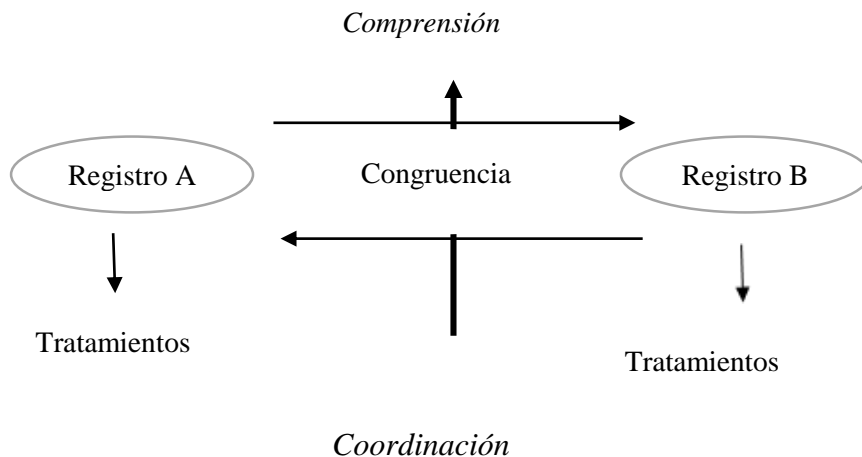 Comprensión
Registro A
Congruencia
Registro B
Tratamientos
Tratamientos
Coordinación